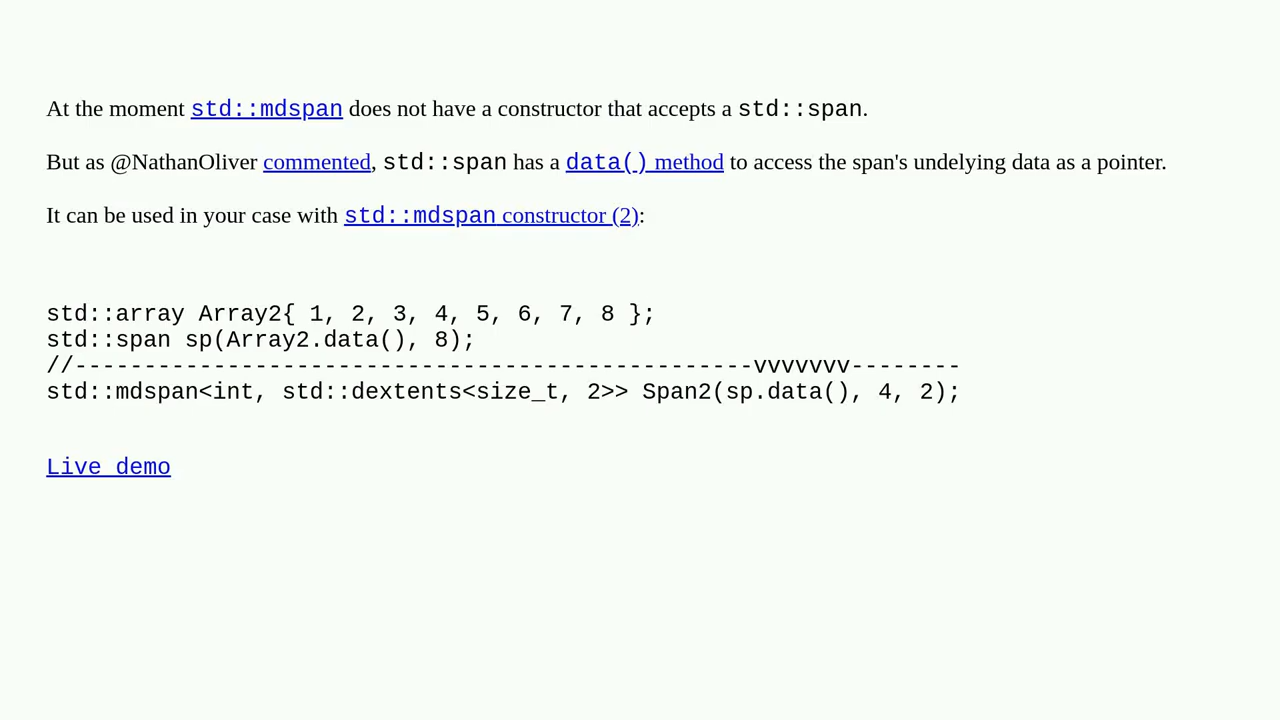 At the moment std::mdspan does not have a constructor that accepts a std::span.
But as @NathanOliver commented, std::span has a data() method to access the span's undelying data as a pointer.
It can be used in your case with std::mdspan constructor (2):
std::array Array2{ 1, 2, 3, 4, 5, 6, 7, 8 };
std::span sp(Array2.data(), 8);
//-------------------------------------------------vvvvvvv--------
std::mdspan<int, std::dextents<size_t, 2>> Span2(sp.data(), 4, 2);
Live demo